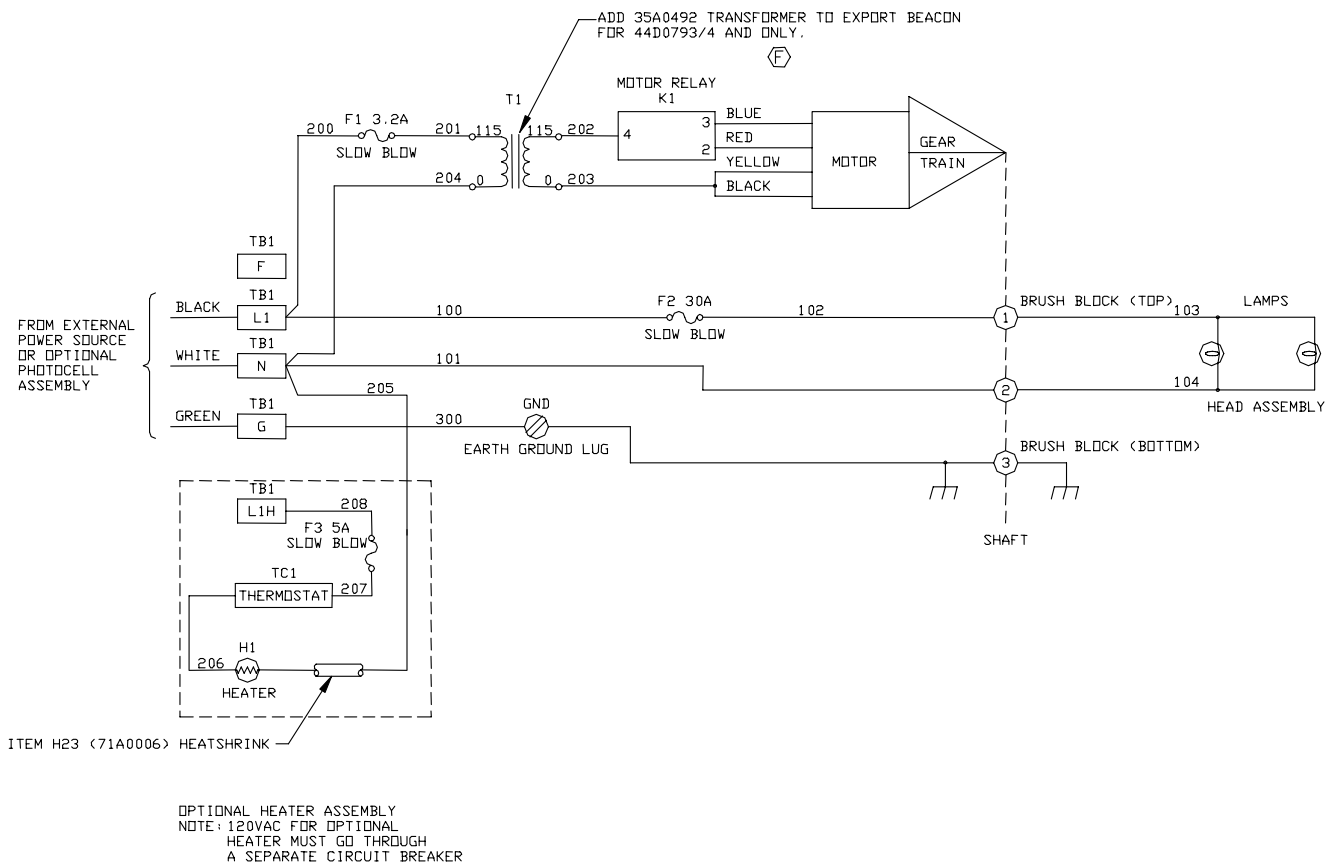 ADD 35A0492 TRANSFORMER TO EXPORT BEACON
FOR 44D0793/4 AND ONLY.
F
MOTOR RELAY
K1
T1
F1 3.2A
200
201
115
115
202
4
3
BLUE
2
RED
SLOW BLOW
YELLOW
MOTOR
GEAR
TRAIN
204
0
0
203
BLACK
TB1
F
TB1
BLACK
L1
100
F2 30A
SLOW BLOW
102
1
BRUSH BLOCK (TOP)
103
LAMPS
FROM EXTERNAL
POWER SOURCE
OR OPTIONAL
PHOTOCELL
ASSEMBLY
TB1
WHITE
N
101
205
2
104
HEAD ASSEMBLY
TB1
GREEN
G
300
GND
EARTH GROUND LUG
BRUSH BLOCK (BOTTOM)
3
SHAFT
TB1
L1H
208
F3 5A
SLOW BLOW
TC1
THERMOSTAT
207
H1
206
HEATER
ITEM H23 (71A0006) HEATSHRINK
OPTIONAL HEATER ASSEMBLY
NOTE: 120VAC FOR OPTIONAL
HEATER MUST GO THROUGH
A SEPARATE CIRCUIT BREAKER